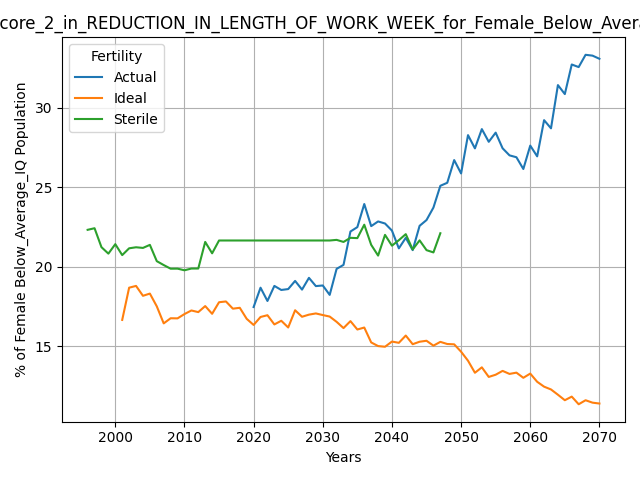 core_2_in_REDUCTION_IN_LENGTH_OF_WORK_WEEK_for_Female_Below_Avera
Fertility
Actual
Ideal
Sterile
% of Female Below_Average_IQ Population
30
25
20
15
2000 2010 2020 2030 2040 2050 2060 2070
Years